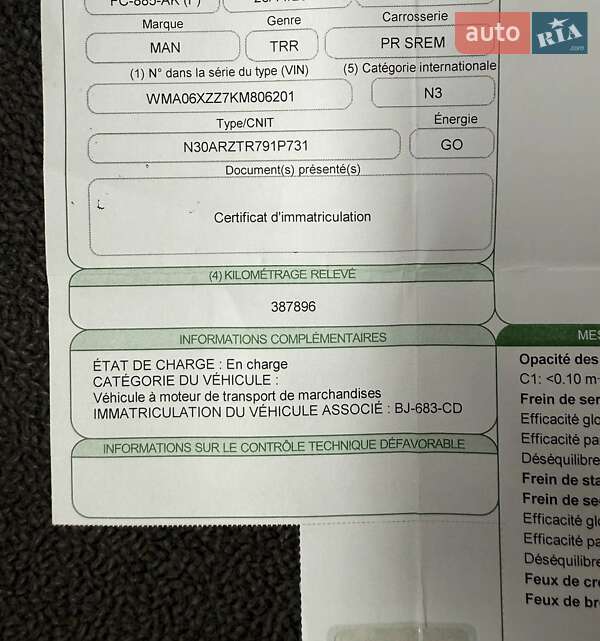 Marque
Genre
Carrosserie
MAN
TRR
PR SREM
auto RIA .com
(1) N° dans la série du type (VIN)
(5) Catégorie internationale
WMA06XZZ7KM806201
N3
Type/CNIT
Énergie
N30ARZTR791P731
GO
Document(s) présenté(s)
Certificat d'immatriculation
(4) KILOMÉTRAGE RELEVÉ
387896
INFORMATIONS COMPLÉMENTAIRES
ÉTAT DE CHARGE : En charge
CATÉGORIE DU VÉHICULE :
Véhicule à moteur de transport de marchandises
IMMATRICULATION DU VÉHICULE ASSOCIÉ : BJ-683-CD
INFORMATIONS SUR LE CONTRÔLE TECHNIQUE DÉFAVORABLE
MES
Opacité des
C1: <0.10 m-
Frein de ser
Efficacité glo
Efficacité pa
Déséquilibre
Frein de sta
Frein de se
Efficacité glo
Efficacité pa
Déséquilibre
Feux de cr
Feux de br